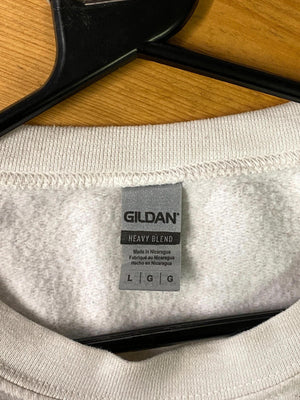 GILDAN
HEAVY BLEND
Made in Nicaragua
Fabriqué au Nicaragua
Hecho en Nicaragua
L | G | G